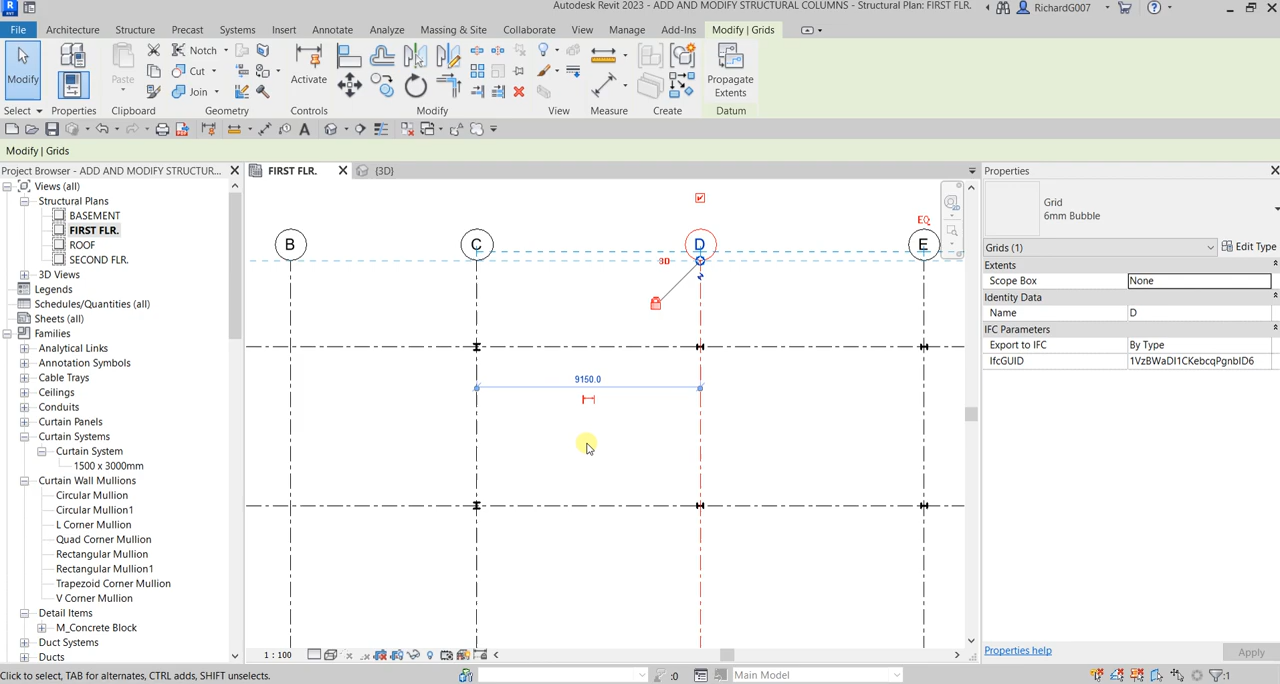 Autodesk Revit 2023 - ADD AND MODIFY STRUCTURAL COLUMNS - Structural Plan: FIRST FLR.
RichardG007
File Architecture Structure Precast Systems Insert Annotate Analyze Massing & Site Collaborate View Manage Add-Ins Modify | Grids
Modify
Paste
Notch
Cut
Join
Activate
Propagate
Extents
Select Properties Clipboard Geometry Controls Modify View Measure Create Datum
Modify | Grids
Project Browser - ADD AND MODIFY STRUCTUR...
FIRST FLR.
(3D)
Properties
Views (all)
Structural Plans
BASEMENT
FIRST FLR.
ROOF
SECOND FLR.
3D Views
Legends
Schedules/Quantities (all)
Sheets (all)
Families
Analytical Links
Annotation Symbols
Cable Trays
Ceilings
Conduits
Curtain Panels
Curtain Systems
Curtain System
1500 x 3000mm
Curtain Wall Mullions
Circular Mullion
Circular Mullion1
L Corner Mullion
Quad Corner Mullion
Rectangular Mullion
Rectangular Mullion1
Trapezoid Corner Mullion
V Corner Mullion
Detail Items
M_Concrete Block
Duct Systems
Ducts
EQ
B C D E
3D
9150.0
Grid
6mm Bubble
Grids (1)
Edit Type
Extents
Scope Box None
Identity Data
Name D
IFC Parameters
Export to IFC By Type
IfcGUID 1VzBWaDI1CKebcqPgnbID6
Properties help
Apply
1 : 100
Click to select, TAB for alternates, CTRL adds, SHIFT unselects.
:0
Main Model
:1